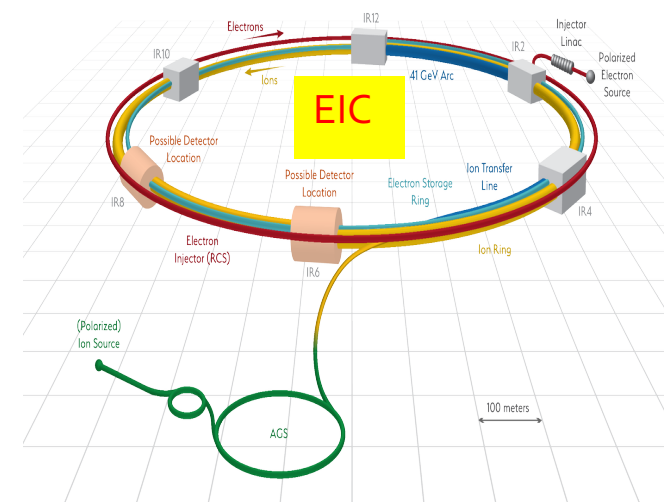 IR12
Electrons
Injector
Linac
IR2
IR10
Polarized
Electron
Source
Ions
41 GeV Arc
EIC
Possible Detector
Location
Possible Detector
Location
Ion Transfer
Line
Electron Storage
Ring
IR8
IR4
Electron
Injector (RCS)
IR6
Ion Ring
(Polarized)
Ion Source
100 meters
AGS